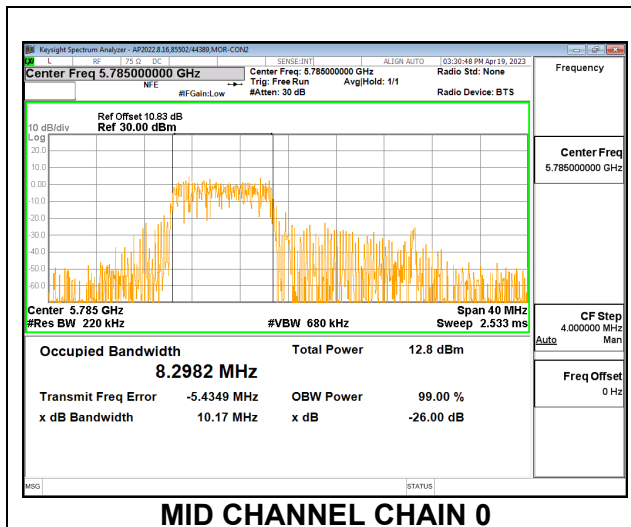 Keysight Spectrum Analyzer - AP2022.8.16,85502/44389,MOR-CON2
L RF 75 Ω DC SENSE:INT ALIGN AUTO 03:30:48 PM Apr 19, 2023
Center Freq 5.785000000 GHz
NFE
#IFGain:Low
Center Freq: 5.785000000 GHz
Trig: Free Run Avg|Hold: 1/1
#Atten: 30 dB
Radio Std: None
Radio Device: BTS
Frequency
Ref Offset 10.83 dB
10 dB/div Ref 30.00 dBm
Log
20.0
10.0
0.00
-10.0
-20.0
-30.0
-40.0
-50.0
-60.0
Center Freq
5.785000000 GHz
Center 5.785 GHz Span 40 MHz
#Res BW 220 kHz #VBW 680 kHz Sweep 2.533 ms
CF Step
4.000000 MHz
Auto Man
Occupied Bandwidth Total Power 12.8 dBm
8.2982 MHz
Transmit Freq Error -5.4349 MHz OBW Power 99.00 %
x dB Bandwidth 10.17 MHz x dB -26.00 dB
Freq Offset
0 Hz
MSG STATUS
MID CHANNEL CHAIN 0